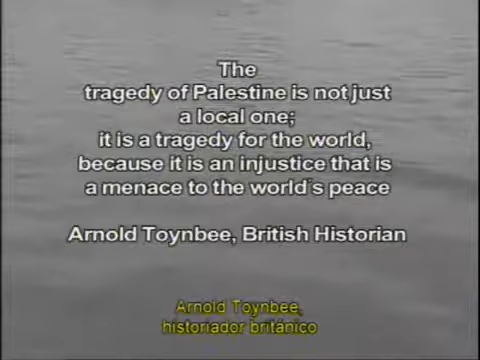 The
tragedy of Palestine is not just
a local one;
it is a tragedy for the world,
because it is an injustice that is
a menace to the world's peace
Arnold Toynbee, British Historian
Arnold Toynbee,
historiador británico